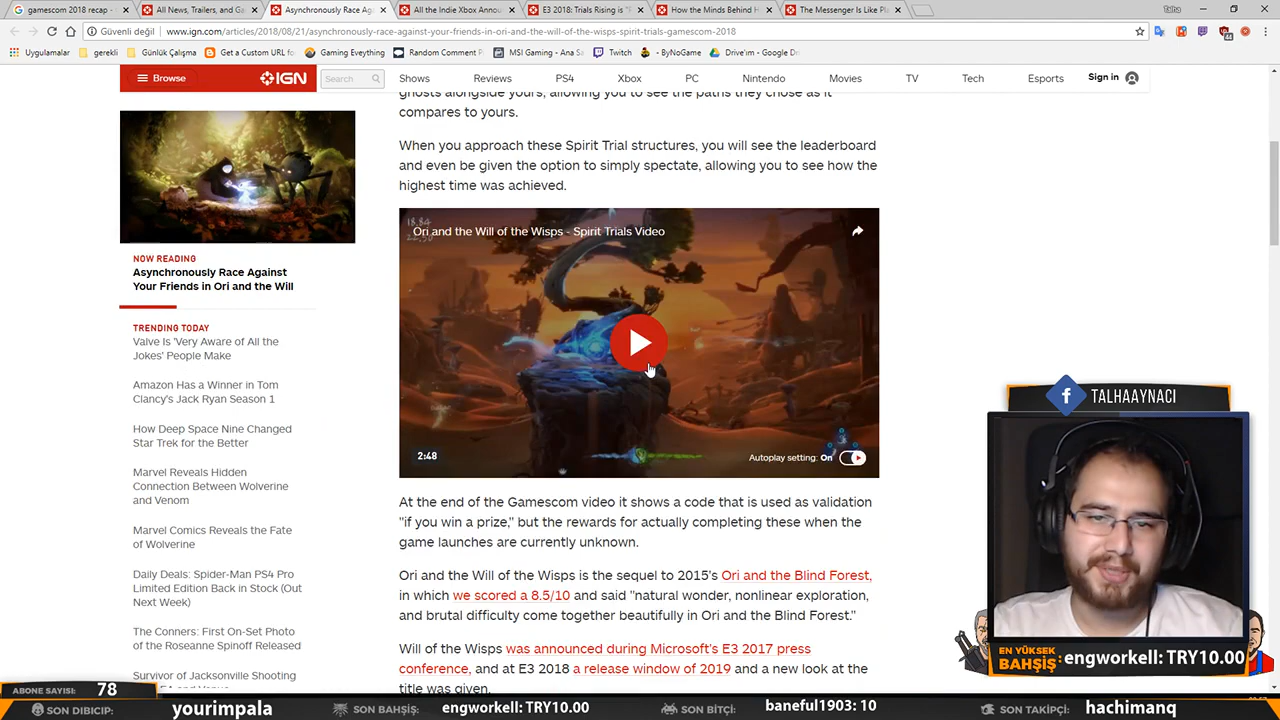 gamescom 2018 recap -
All News, Trailers, and Ga
Asynchronously Race Aga
All the Indie Xbox Annou
E3 2018: Trials Rising is "
How the Minds Behind H
The Messenger Is Like Pla
Talha
Güvenli değil
www.ign.com/articles/2018/08/21/asynchronously-race-against-your-friends-in-ori-and-the-will-of-the-wisps-spirit-trials-gamescom-2018
Uygulamalar
gerekli
Günlük Çalışma
Get a Custom URL for
Gaming Eveything
Random Comment P
MSI Gaming - Ana Sa
Twitch
- ByNoGame
Drive'ım - Google D
Browse
IGN
Search
Shows
Reviews
PS4
Xbox
PC
Nintendo
Movies
TV
Tech
Esports
Sign in
ghosts alongside yours, allowing you to see the paths they chose as it
compares to yours.
When you approach these Spirit Trial structures, you will see the leaderboard
and even be given the option to simply spectate, allowing you to see how the
highest time was achieved.
NOW READING
Asynchronously Race Against
Your Friends in Ori and the Will
TRENDING TODAY
Valve Is 'Very Aware of All the
Jokes' People Make
Amazon Has a Winner in Tom
Clancy's Jack Ryan Season 1
How Deep Space Nine Changed
Star Trek for the Better
Marvel Reveals Hidden
Connection Between Wolverine
and Venom
Marvel Comics Reveals the Fate
of Wolverine
Daily Deals: Spider-Man PS4 Pro
Limited Edition Back in Stock (Out
Next Week)
The Conners: First On-Set Photo
of the Roseanne Spinoff Released
Survivor of Jacksonville Shooting
18.84
Ori and the Will of the Wisps - Spirit Trials Video
2:48
Autoplay setting: On
At the end of the Gamescom video it shows a code that is used as validation
"if you win a prize," but the rewards for actually completing these when the
game launches are currently unknown.
Ori and the Will of the Wisps is the sequel to 2015's Ori and the Blind Forest,
in which we scored a 8.5/10 and said "natural wonder, nonlinear exploration,
and brutal difficulty come together beautifully in Ori and the Blind Forest."
Will of the Wisps was announced during Microsoft's E3 2017 press
conference, and at E3 2018 a release window of 2019 and a new look at the
title was given.
f TALHAAYNACI
EN YÜKSEK
BAHŞİŞ: engworkell: TRY10.00
ABONE SAYISI: 78
SON DIBICIP: yourimpala
SON BAHŞİŞ: engworkell: TRY10.00
SON BİTÇİ: baneful1903: 10
SON TAKİPÇİ: hachimanq